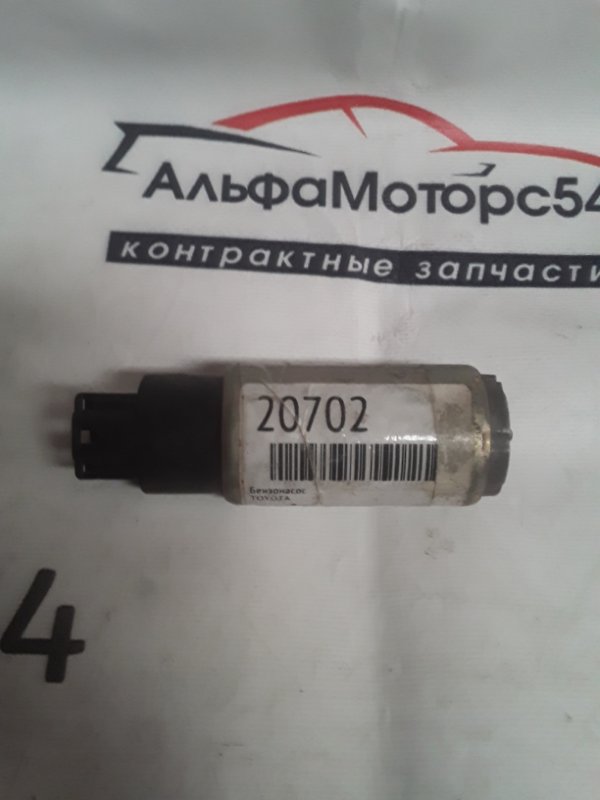 АльфаМоторс54
контрактные запчасти
20702
Бензонасос
TOYOTA
4